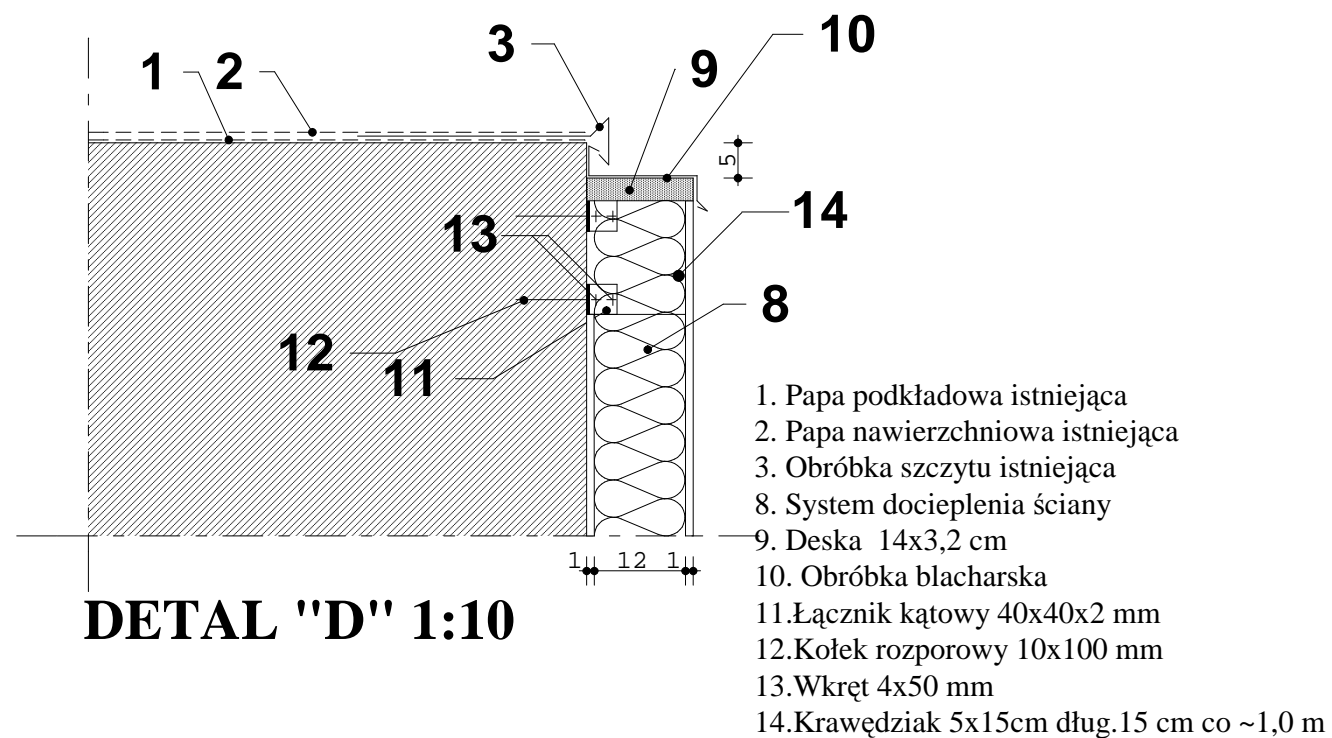 3
10
1 2
9
5
14
13
8
12
11
1. Papa podkładowa istniejąca
2. Papa nawierzchniowa istniejąca
3. Obróbka szczytu istniejąca
8. System docieplenia ściany
9. Deska 14x3,2 cm
10. Obróbka blacharska
11.Łącznik kątowy 40x40x2 mm
12.Kołek rozporowy 10x100 mm
13.Wkręt 4x50 mm
14.Krawędziak 5x15cm dług.15 cm co ~1,0 m
1 12 1
DETAL "D" 1:10